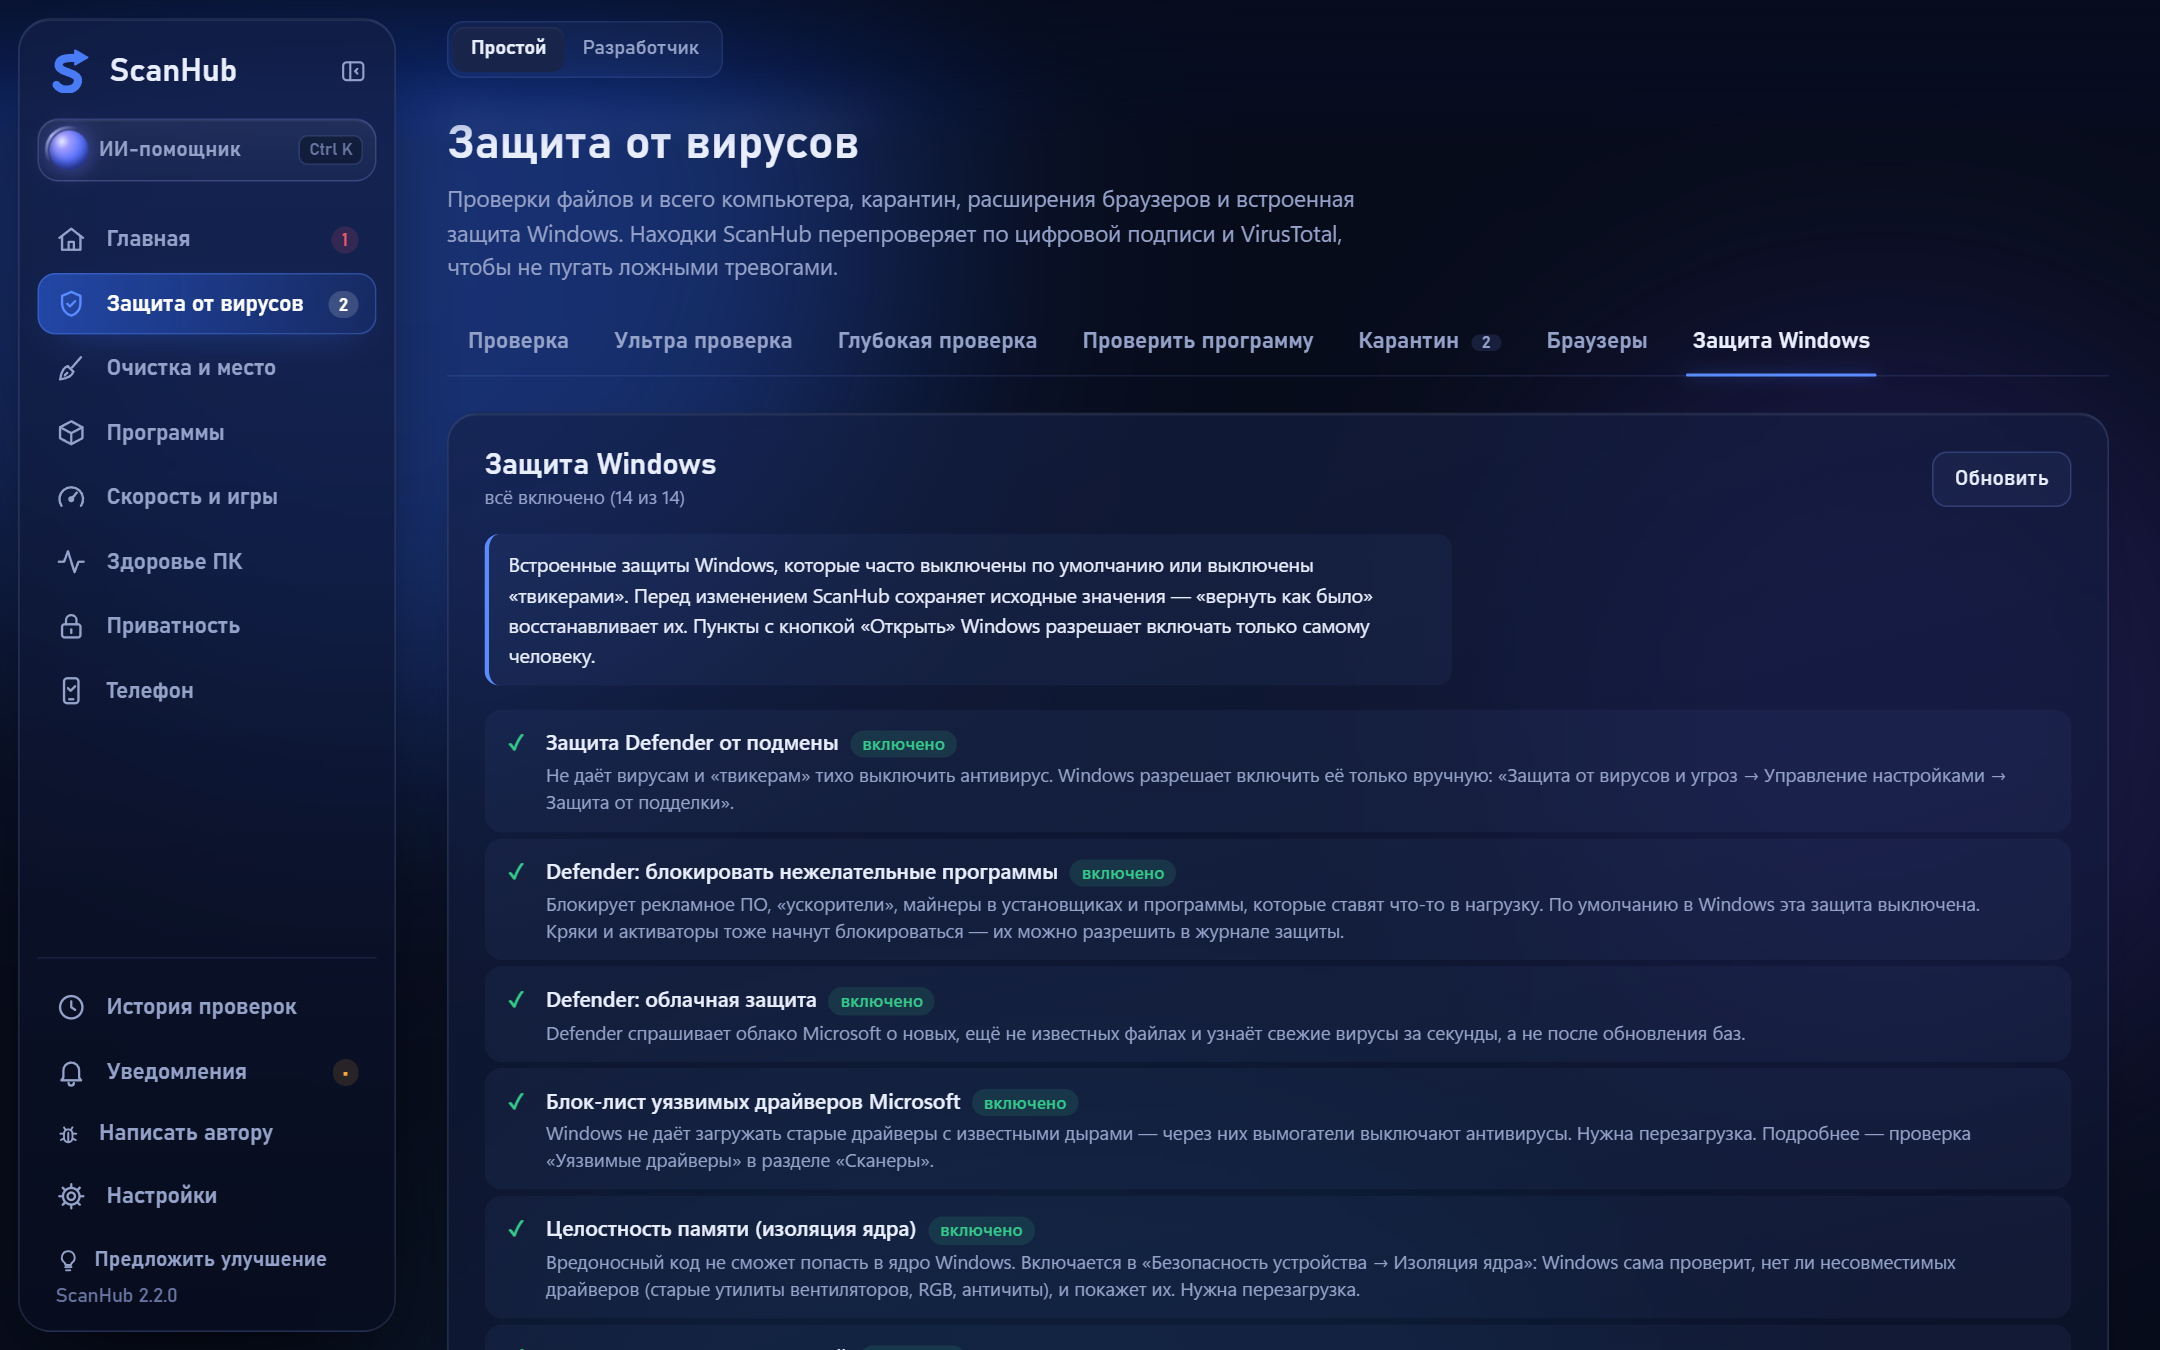 ScanHub
ИИ-помощник
Ctrl K
Главная
1
Защита от вирусов
2
Очистка и место
Программы
Скорость и игры
Здоровье ПК
Приватность
Телефон
История проверок
Уведомления
Написать автору
Настройки
Предложить улучшение
ScanHub 2.2.0
Простой
Разработчик
Защита от вирусов
Проверки файлов и всего компьютера, карантин, расширения браузеров и встроенная
защита Windows. Находки ScanHub перепроверяет по цифровой подписи и VirusTotal,
чтобы не пугать ложными тревогами.
Проверка
Ультра проверка
Глубокая проверка
Проверить программу
Карантин 2
Браузеры
Защита Windows
Защита Windows
всё включено (14 из 14)
Обновить
Встроенные защиты Windows, которые часто выключены по умолчанию или выключены
«твикерами». Перед изменением ScanHub сохраняет исходные значения — «вернуть как было»
восстанавливает их. Пункты с кнопкой «Открыть» Windows разрешает включать только самому
человеку.
Защита Defender от подмены включено
Не даёт вирусам и «твикерам» тихо выключить антивирус. Windows разрешает включить её только вручную: «Защита от вирусов и угроз → Управление настройками →
Защита от подделки».
Defender: блокировать нежелательные программы включено
Блокирует рекламное ПО, «ускорители», майнеры в установщиках и программы, которые ставят что-то в нагрузку. По умолчанию в Windows эта защита выключена.
Кряки и активаторы тоже начнут блокироваться — их можно разрешить в журнале защиты.
Defender: облачная защита включено
Defender спрашивает облако Microsoft о новых, ещё не известных файлах и узнаёт свежие вирусы за секунды, а не после обновления баз.
Блок-лист уязвимых драйверов Microsoft включено
Windows не даёт загружать старые драйверы с известными дырами — через них вымогатели выключают антивирусы. Нужна перезагрузка. Подробнее — проверка
«Уязвимые драйверы» в разделе «Сканеры».
Целостность памяти (изоляция ядра) включено
Вредоносный код не сможет попасть в ядро Windows. Включается в «Безопасность устройства → Изоляция ядра»: Windows сама проверит, нет ли несовместимых
драйверов (старые утилиты вентиляторов, RGB, античиты), и покажет их. Нужна перезагрузка.